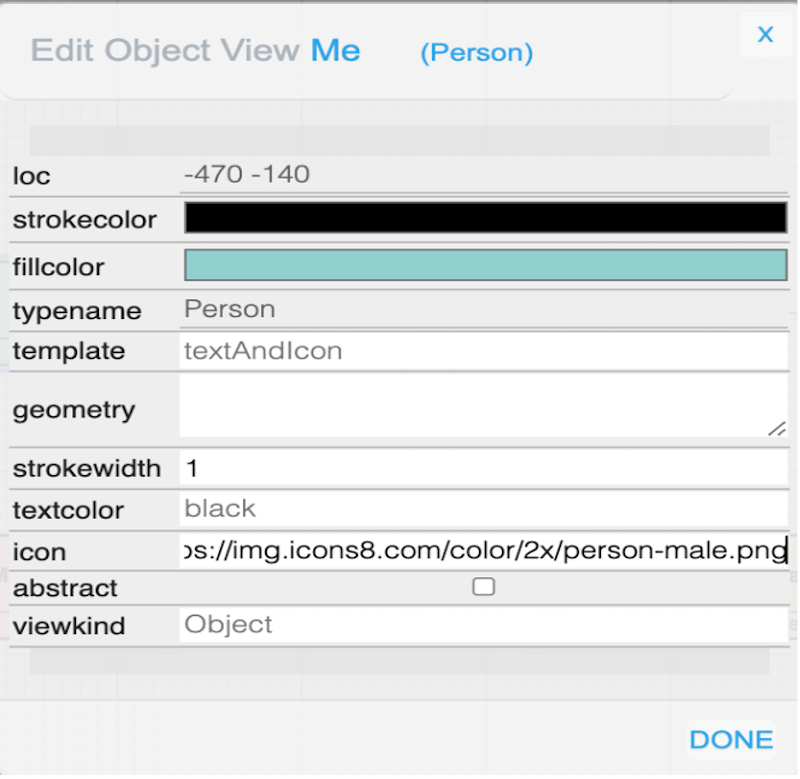 Edit Object View Me (Person) X
loc -470 -140
strokecolor
fillcolor
typename Person
template textAndIcon
geometry
strokewidth 1
textcolor black
icon os://img.icons8.com/color/2x/person-male.png
abstract
viewkind Object
DONE